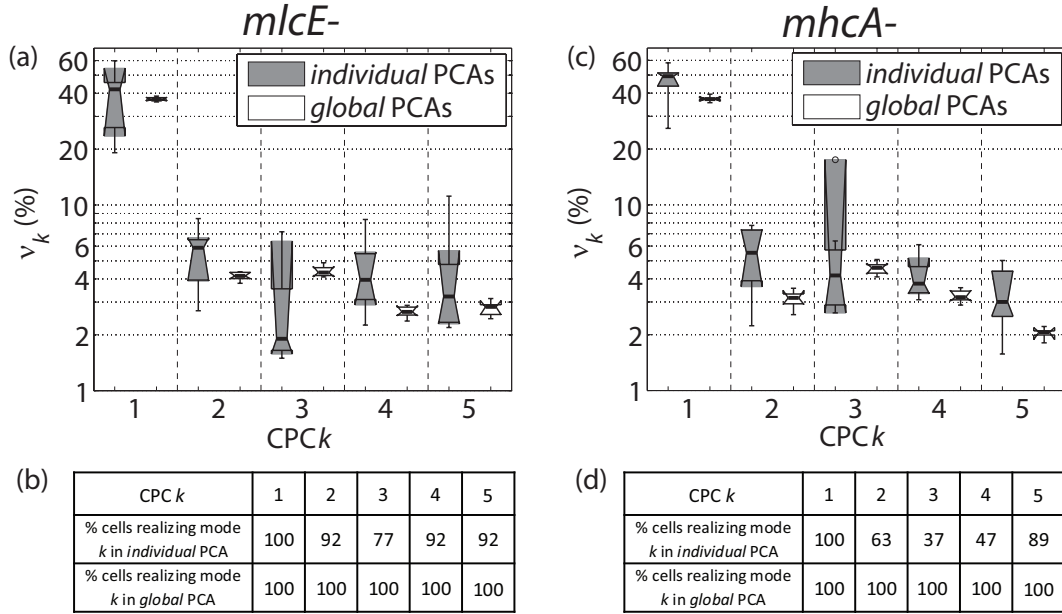 mlcE-
mhcA-
(a)
individual PCAs
global PCAs
60
40
20
10
6
4
2
1
νk (%)
1 2 3 4 5
CPC k
(c)
individual PCAs
global PCAs
60
40
20
10
6
4
2
1
νk (%)
1 2 3 4 5
CPC k
(b)
CPC k 1 2 3 4 5
% cells realizing mode
k in individual PCA 100 92 77 92 92
% cells realizing mode
k in global PCA 100 100 100 100 100
(d)
CPC k 1 2 3 4 5
% cells realizing mode
k in individual PCA 100 63 37 47 89
% cells realizing mode
k in global PCA 100 100 100 100 100